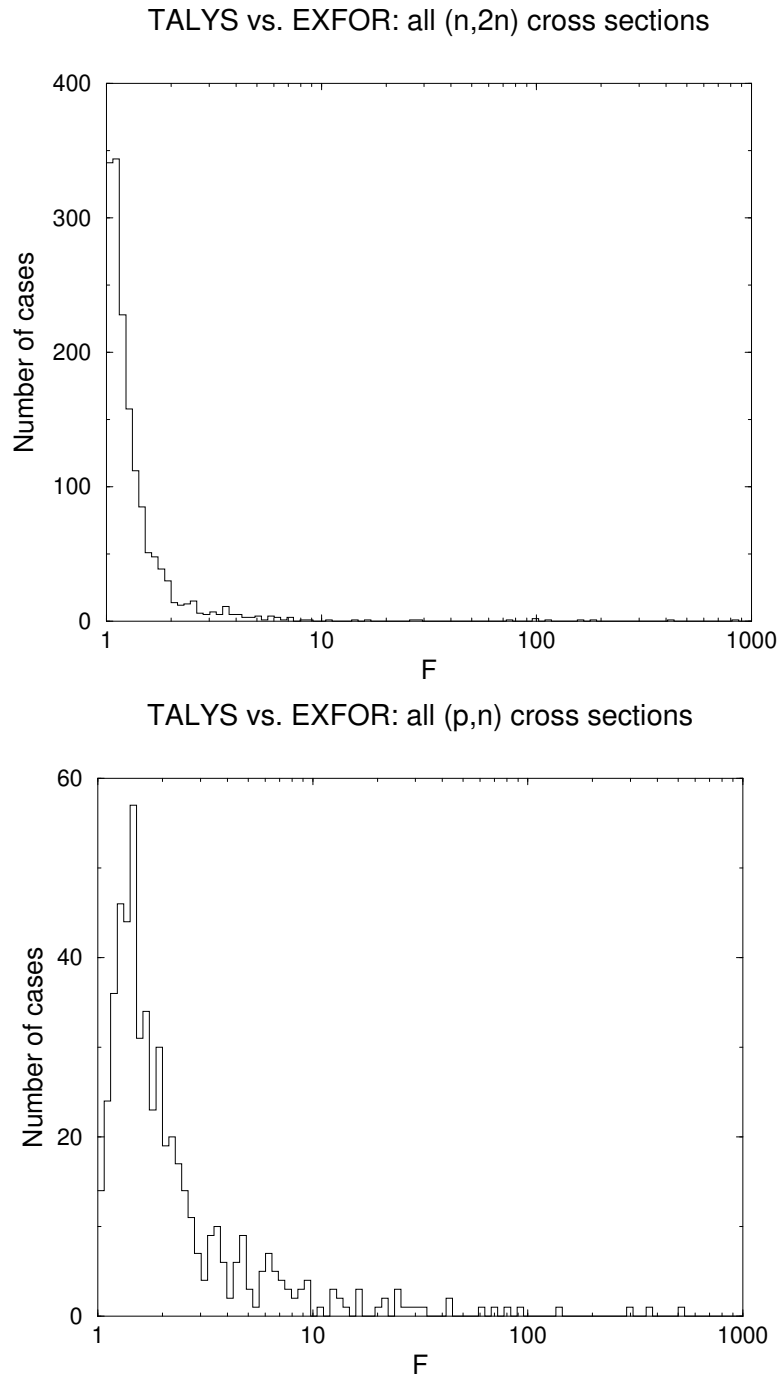 TALYS vs. EXFOR: all (n,2n) cross sections
400
300
200
100
0
Number of cases
1 10 100 1000
F
TALYS vs. EXFOR: all (p,n) cross sections
60
40
20
0
Number of cases
1 10 100 1000
F